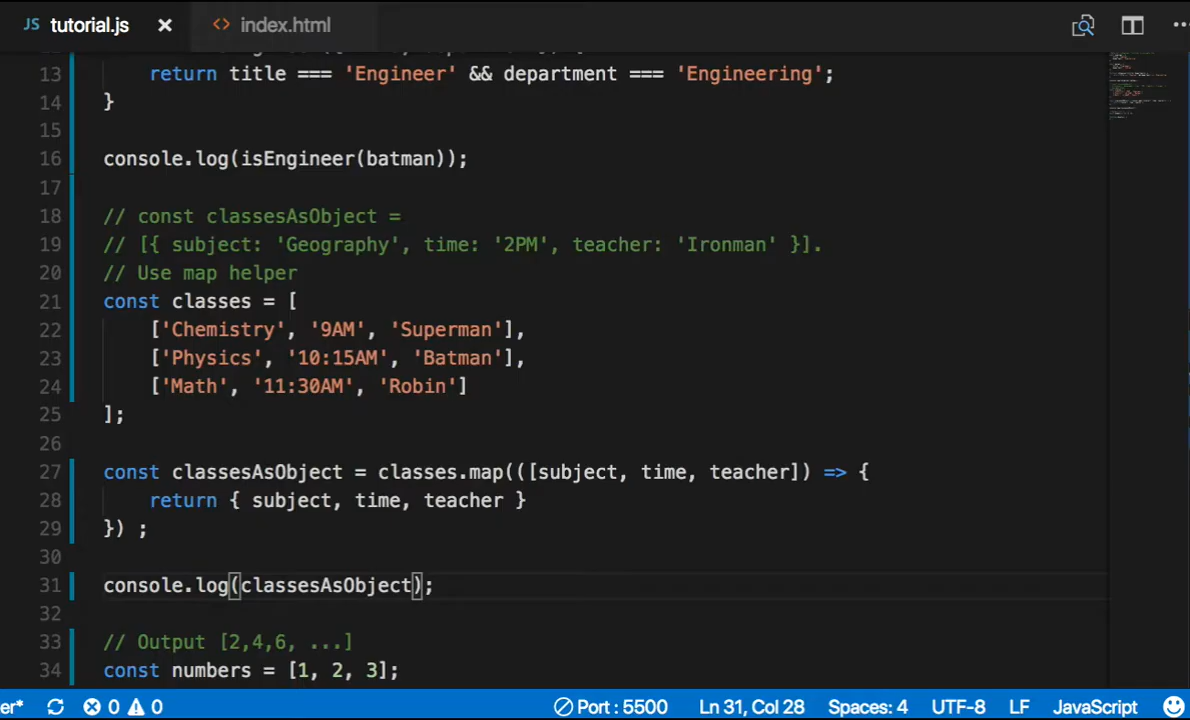 JS tutorial.js × <> index.html
13 return title === 'Engineer' && department === 'Engineering';
14 }
15
16 console.log(isEngineer(batman));
17
18 // const classesAsObject =
19 // [{ subject: 'Geography', time: '2PM', teacher: 'Ironman' }].
20 // Use map helper
21 const classes = [
22 ['Chemistry', '9AM', 'Superman'],
23 ['Physics', '10:15AM', 'Batman'],
24 ['Math', '11:30AM', 'Robin']
25 ];
26
27 const classesAsObject = classes.map(([subject, time, teacher]) => {
28 return { subject, time, teacher }
29 }) ;
30
31 console.log(classesAsObject);
32
33 // Output [2,4,6, ...]
34 const numbers = [1, 2, 3];
er* 0 0 Port : 5500 Ln 31, Col 28 Spaces: 4 UTF-8 LF JavaScript